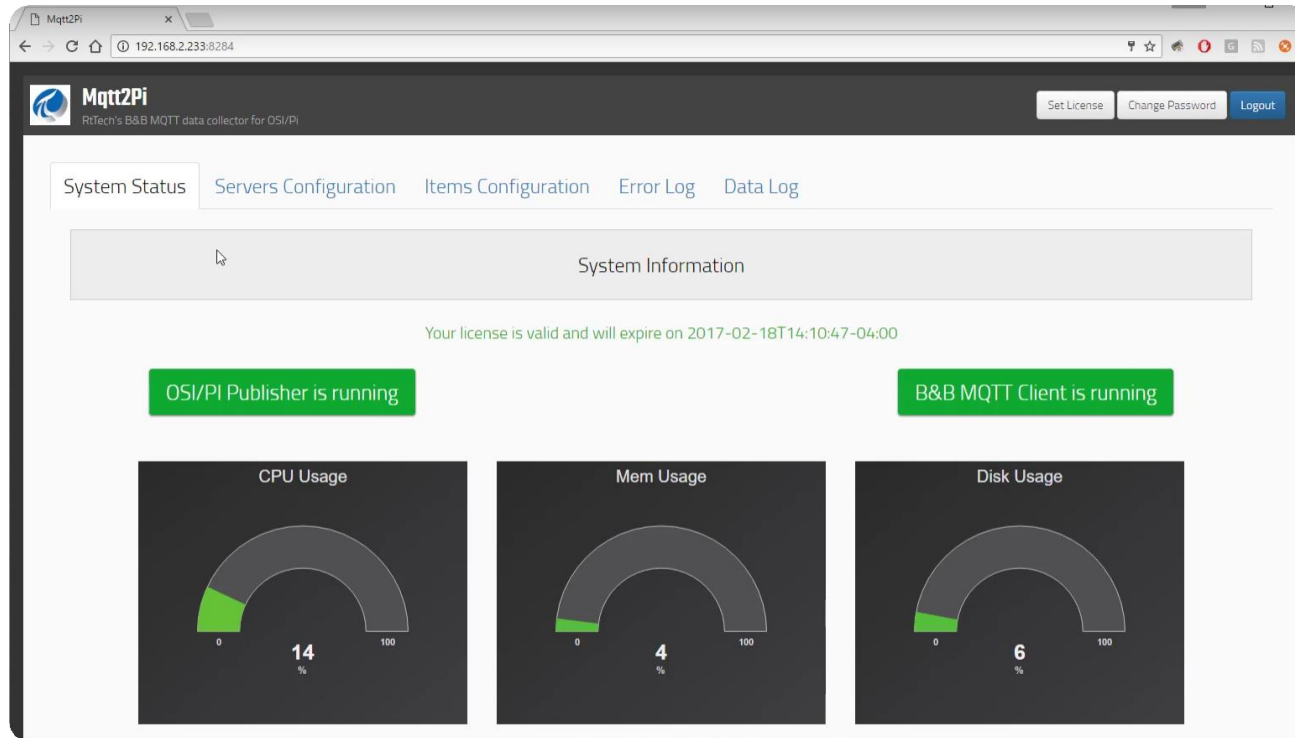 Mqtt2Pi
192.168.2.233:8284
Mqtt2Pi
RtTech's B&B MQTT data collector for OSI/Pi
Set License
Change Password
Logout
System Status
Servers Configuration
Items Configuration
Error Log
Data Log
System Information
Your license is valid and will expire on 2017-02-18T14:10:47-04:00
OSI/PI Publisher is running
B&B MQTT Client is running
CPU Usage
0
100
14
%
Mem Usage
0
100
4
%
Disk Usage
0
100
6
%